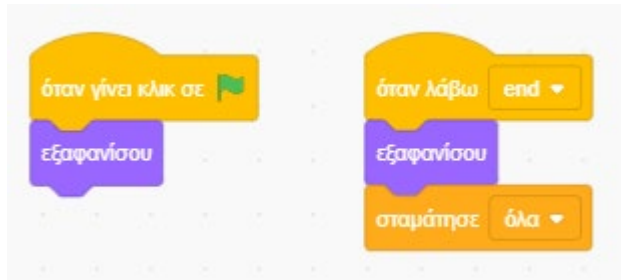 όταν γίνει κλικ σε
εξαφανίσου
όταν λάβω end
εξαφανίσου
σταμάτησε όλα